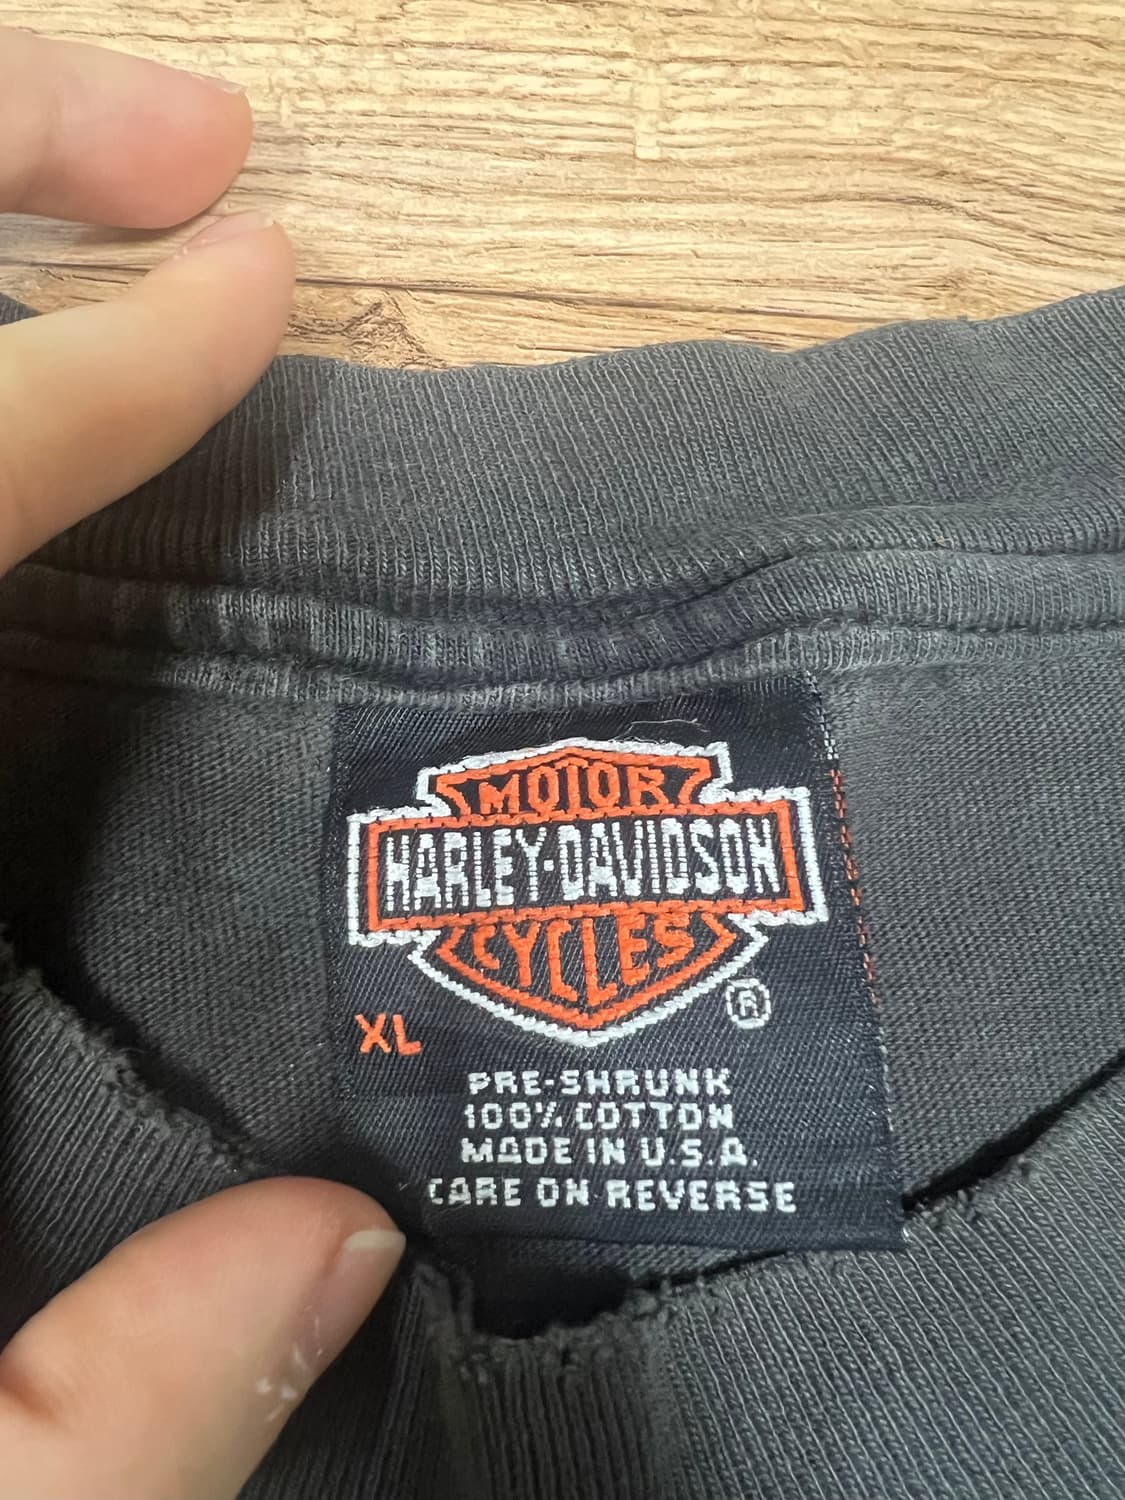 MOTOR
HARLEY-DAVIDSON
CYCLES
®
XL
PRE-SHRUNK
100% COTTON
MADE IN U.S.A.
CARE ON REVERSE